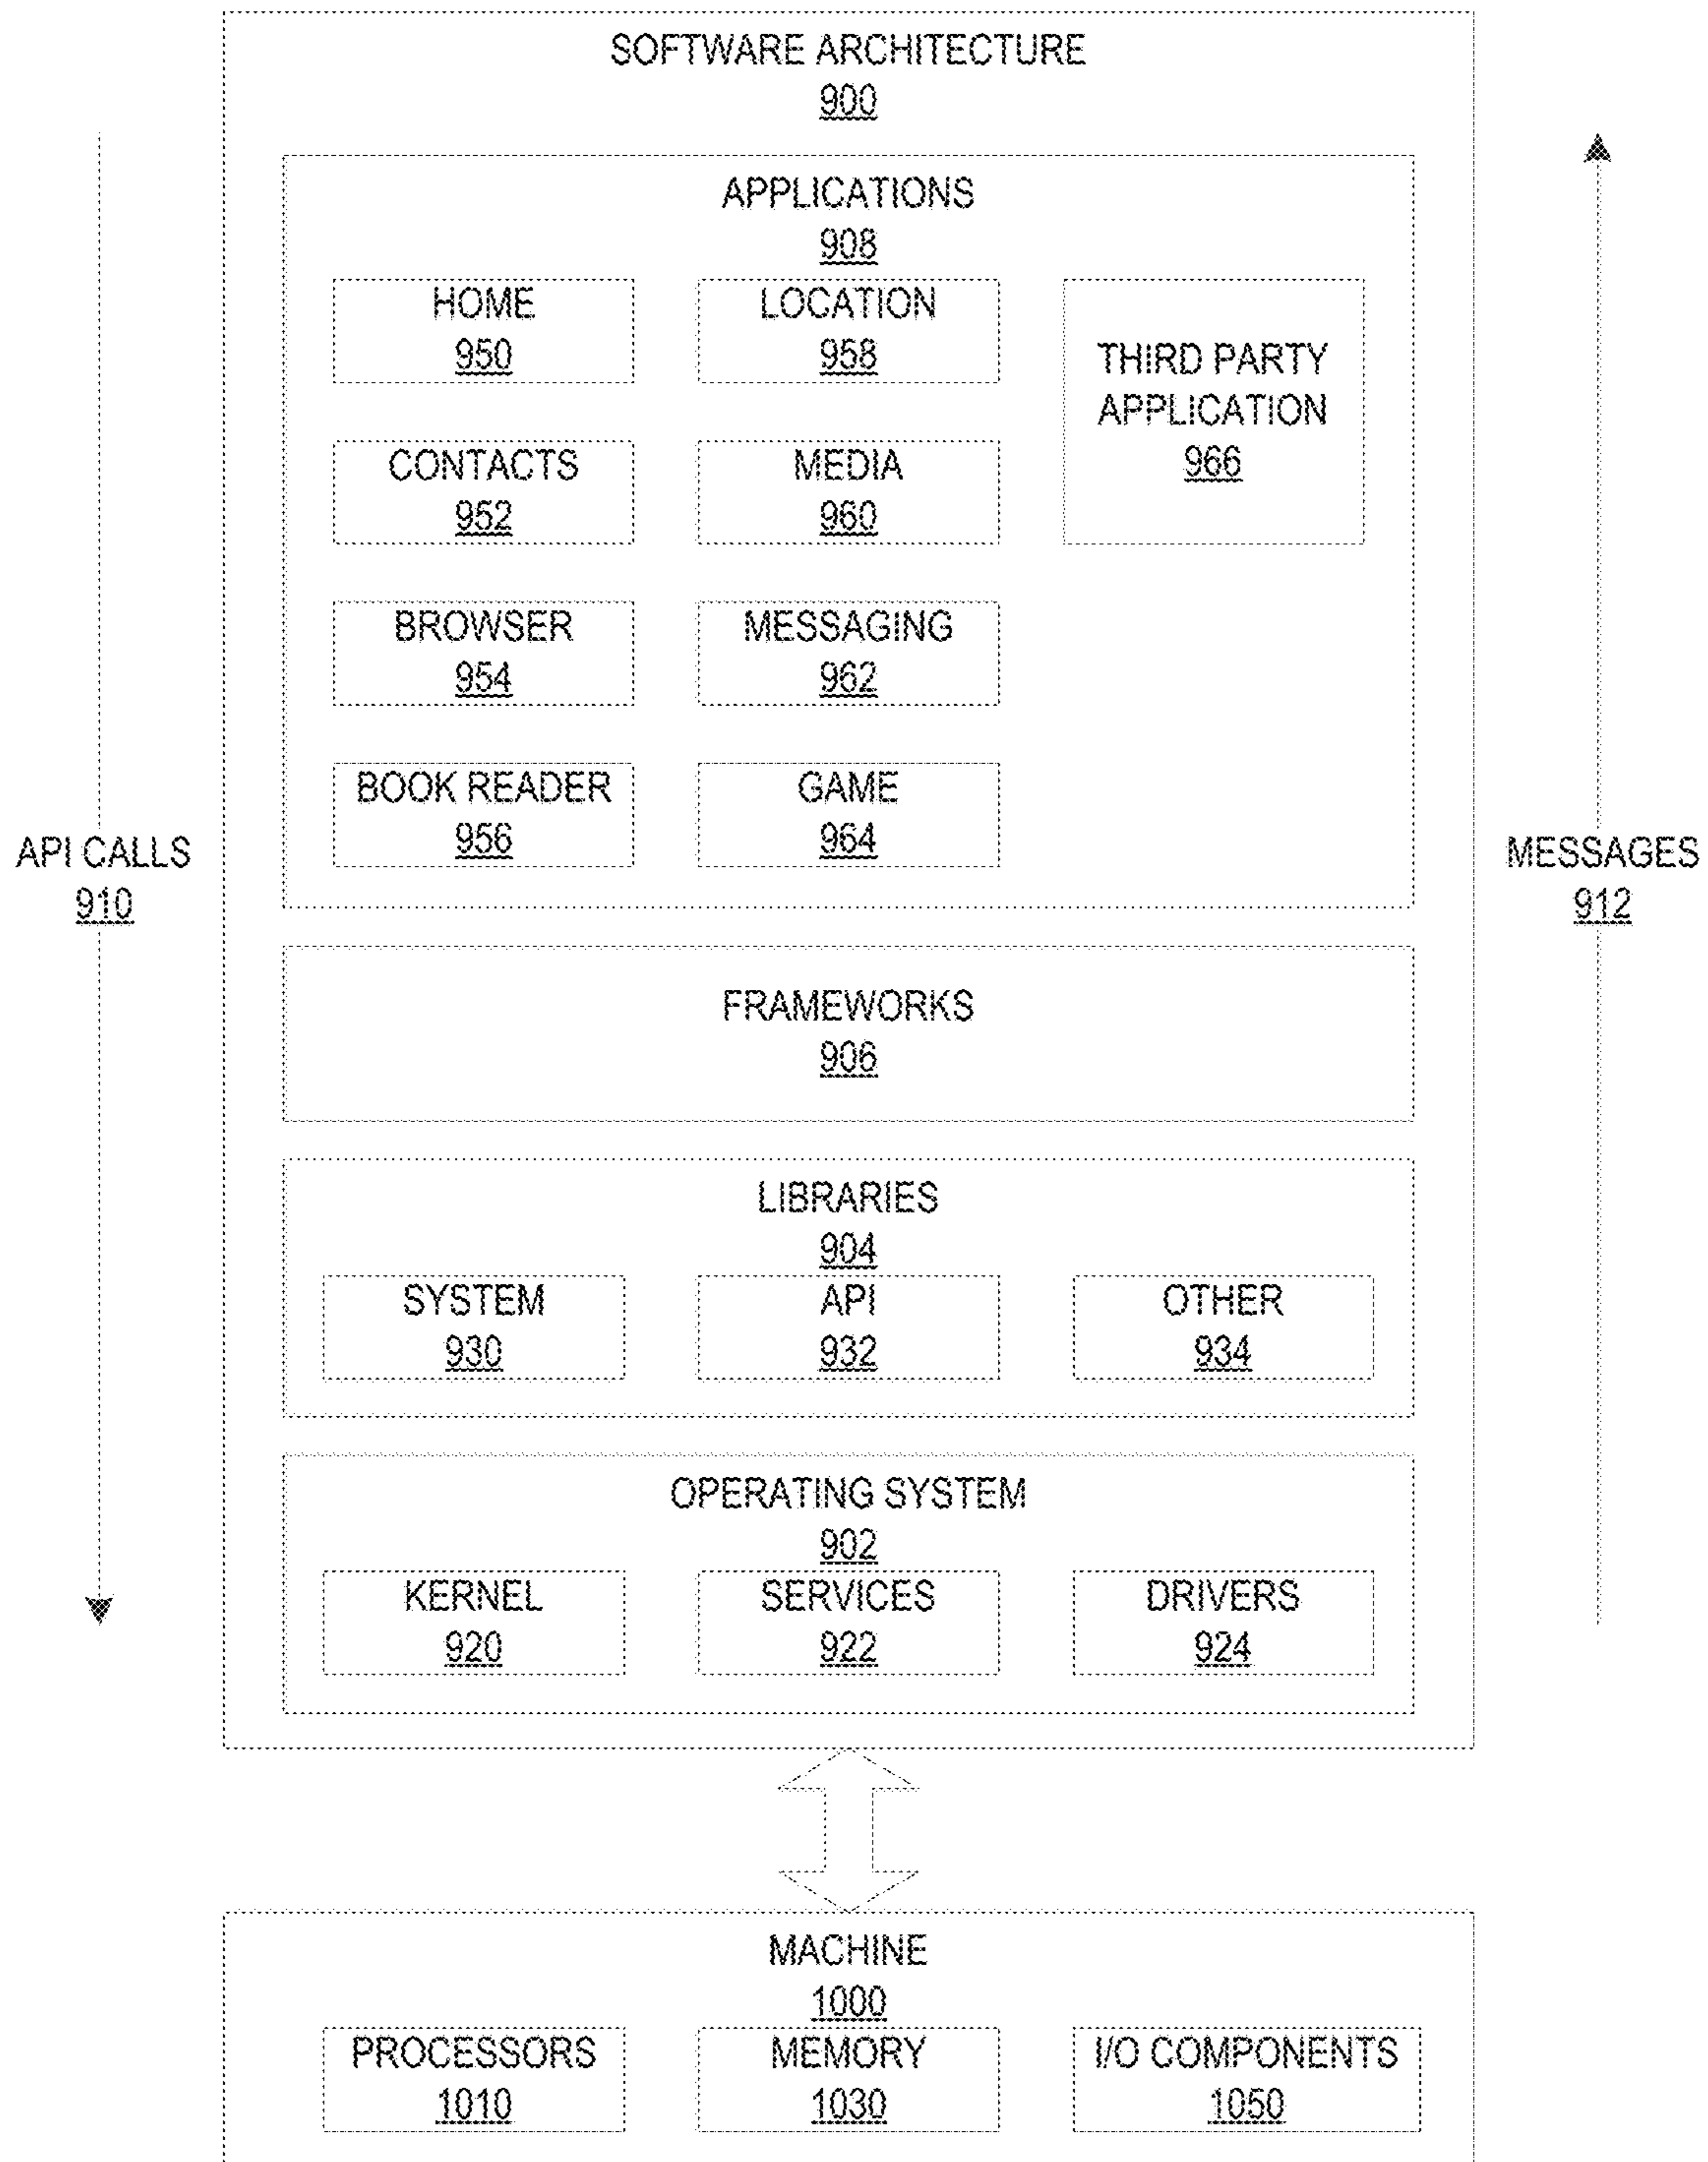 SOFTWARE ARCHITECTURE
900
APPLICATIONS
908
HOME
950
LOCATION
958
THIRD PARTY
APPLICATION
966
CONTACTS
952
MEDIA
960
BROWSER
954
MESSAGING
962
BOOK READER
956
GAME
964
API CALLS
910
MESSAGES
912
FRAMEWORKS
906
LIBRARIES
904
SYSTEM
930
API
932
OTHER
934
OPERATING SYSTEM
902
KERNEL
920
SERVICES
922
DRIVERS
924
MACHINE
1000
PROCESSORS
1010
MEMORY
1030
I/O COMPONENTS
1050